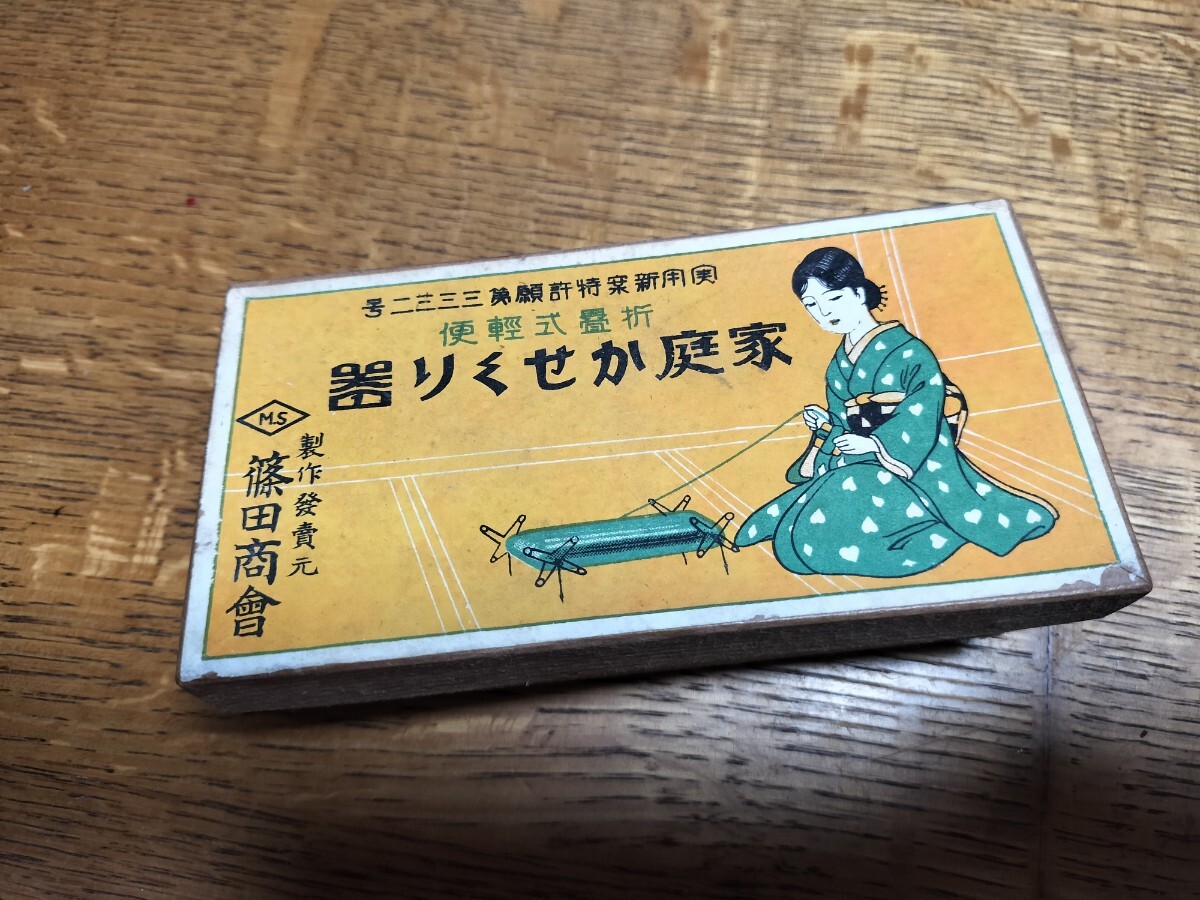 実用新案特許願第三三三二号
折疊式輕便
家庭かせくり器
M.S
製作發賣元
篠田商會